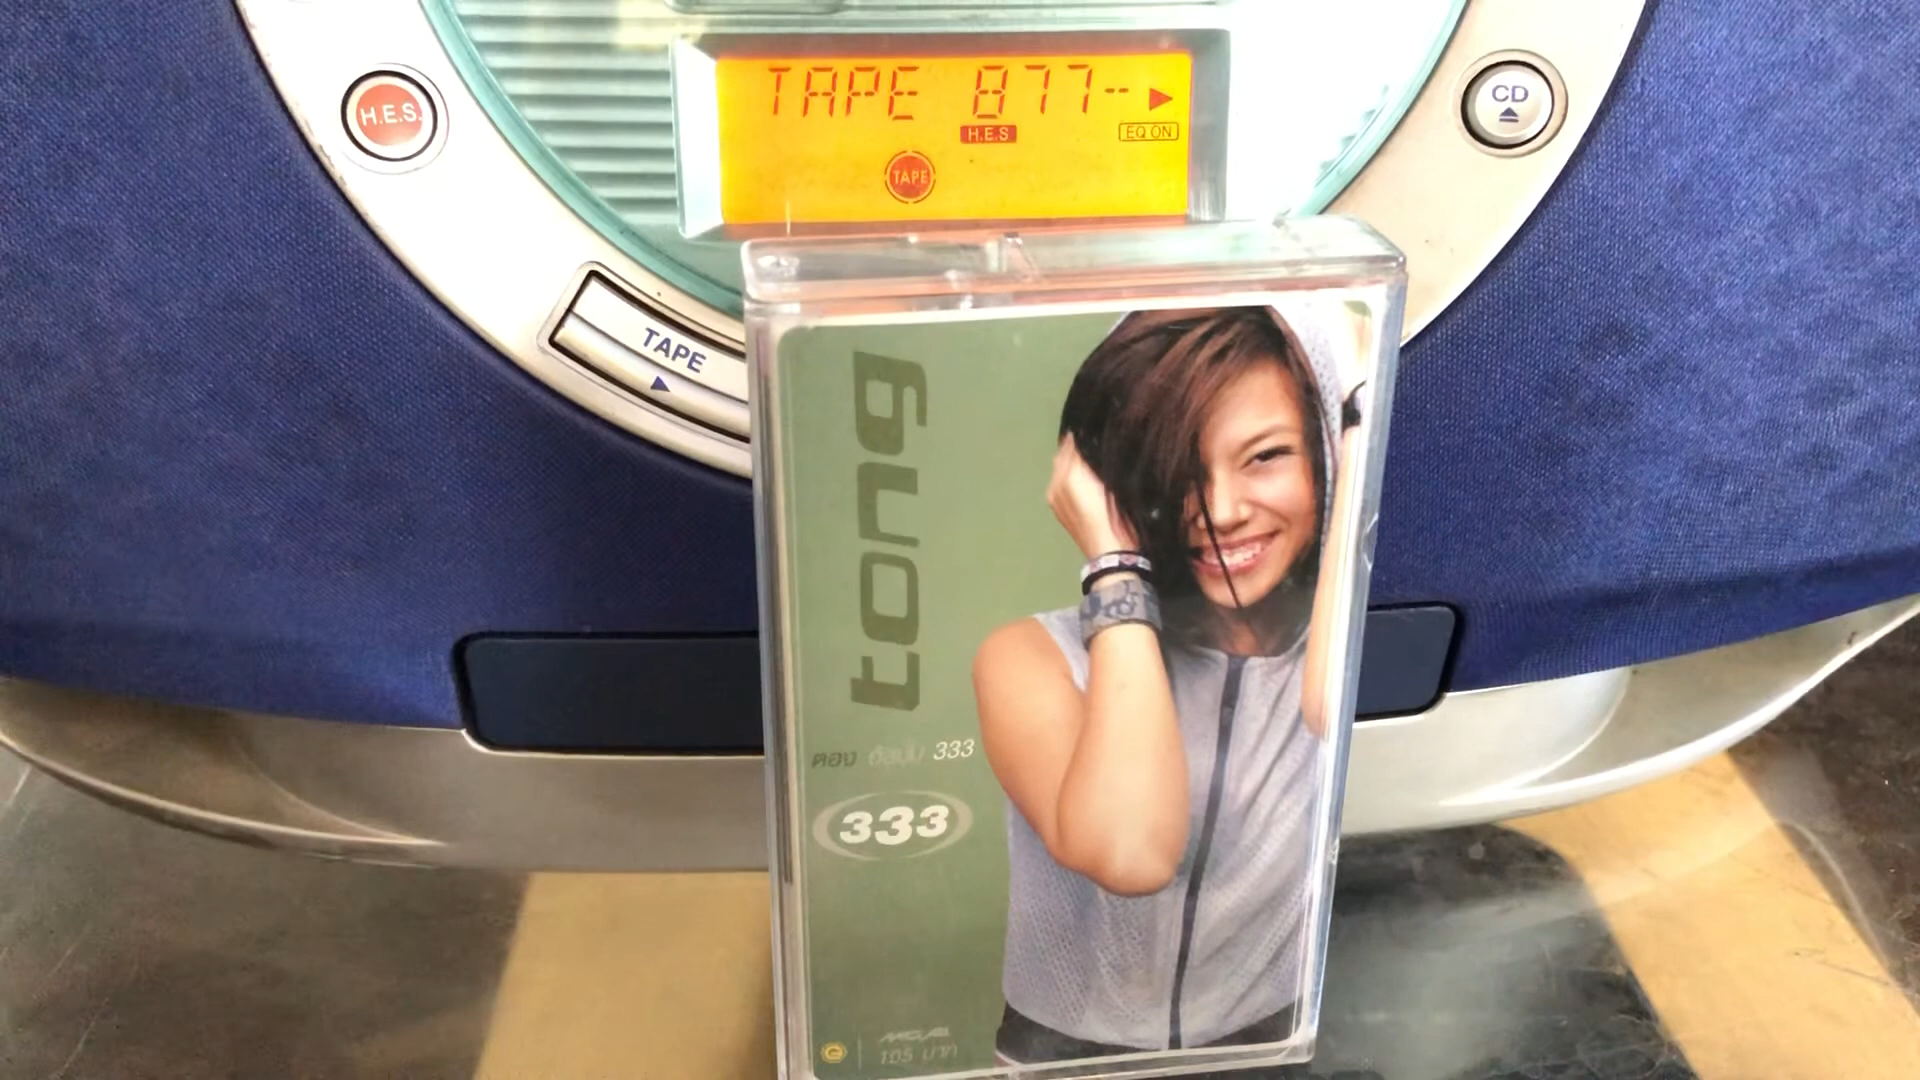 TAPE 877-- ▶
H.E.S
EQ ON
TAPE
H.E.S.
CD
TAPE
tong
ตอง อัลบั้ม 333
333
105 บาท